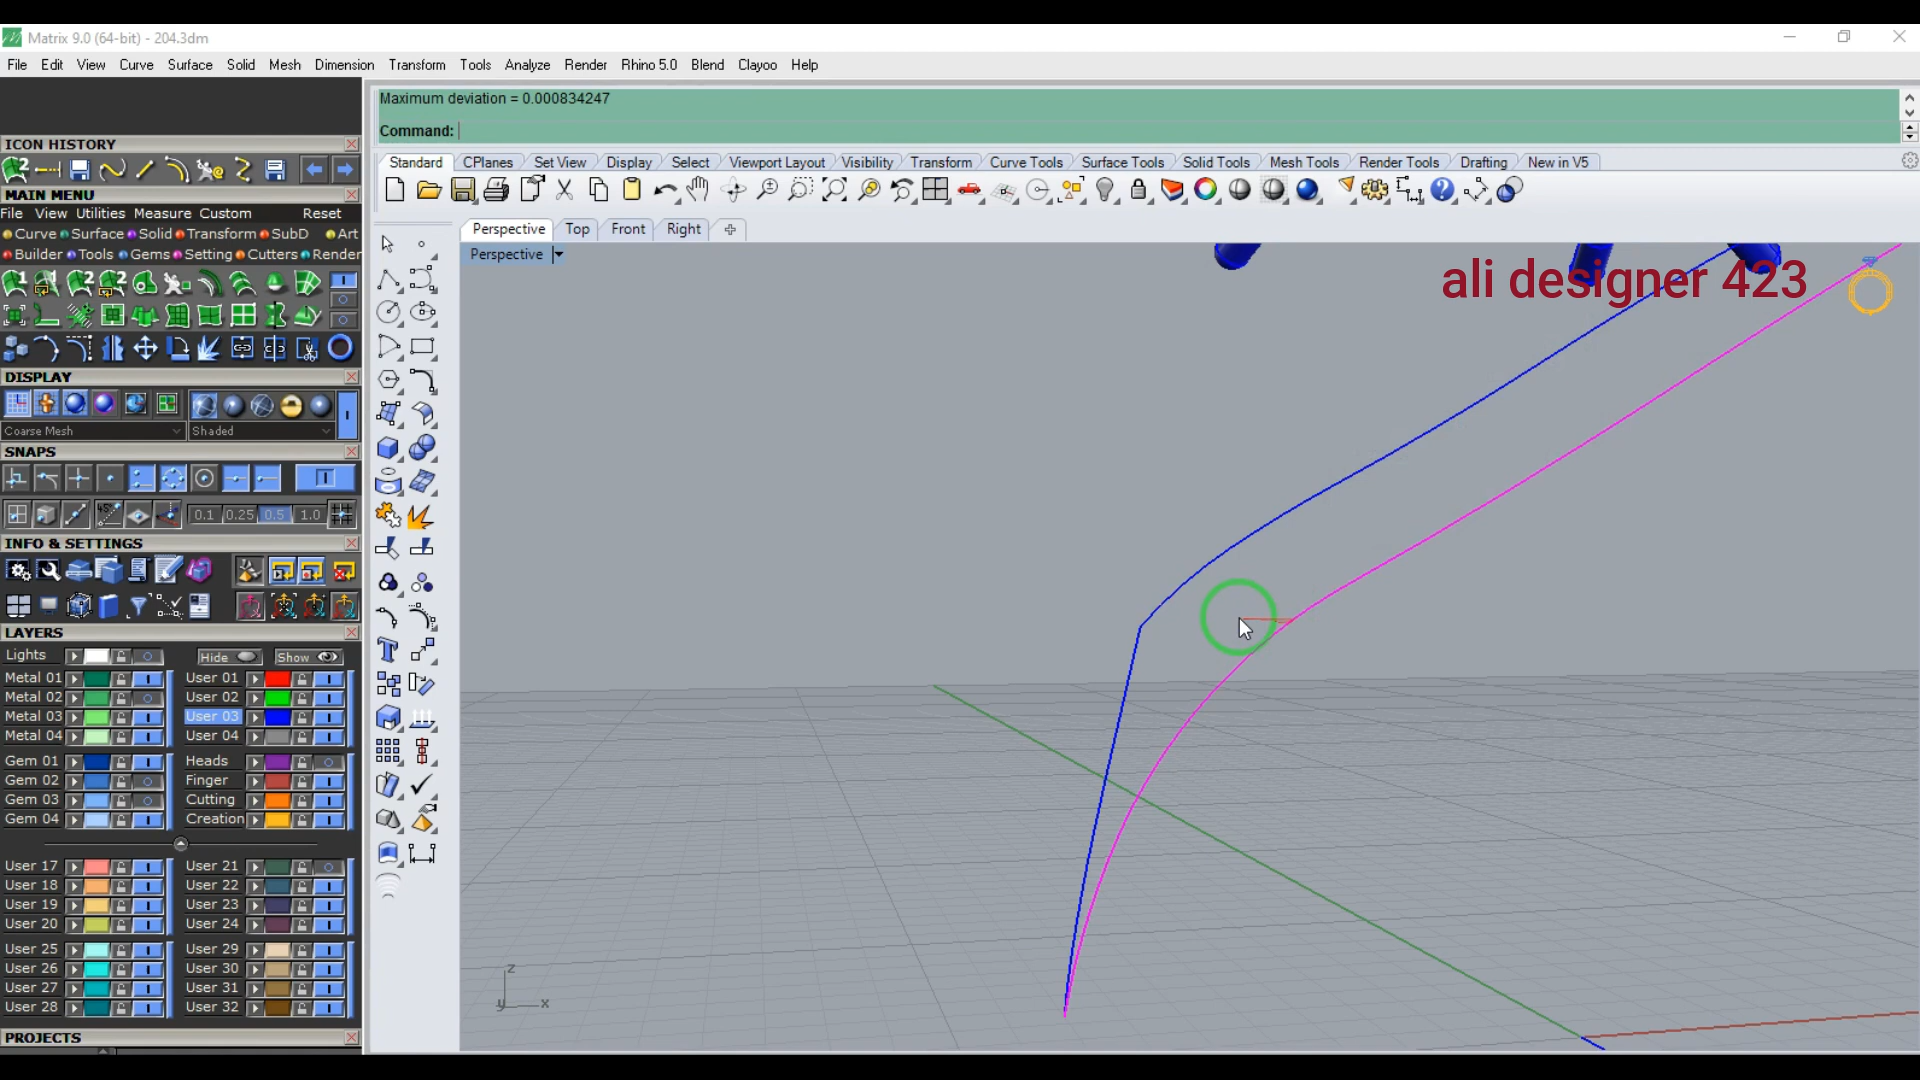 Matrix 9.0 (64-bit) - 204.3dm
File Edit View Curve Surface Solid Mesh Dimension Transform Tools Analyze Render Rhino 5.0 Blend Clayoo Help
Maximum deviation = 0.000834247
Command:
ICON HISTORY
Standard CPlanes Set View Display Select Viewport Layout Visibility Transform Curve Tools Surface Tools Solid Tools Mesh Tools Render Tools Drafting New in V5
MAIN MENU
File View Utilities Measure Custom Reset
Curve Surface Solid Transform SubD Art
Builder Tools Gems Setting Cutters Render
Perspective Top Front Right
Perspective
ali designer 423
DISPLAY
Coarse Mesh Shaded
SNAPS
45°
0.1 0.25 0.5 1.0
INFO & SETTINGS
LAYERS
Lights Hide Show
Metal 01 User 01
Metal 02 User 02
Metal 03 User 03
Metal 04 User 04
Gem 01 Heads
Gem 02 Finger
Gem 03 Cutting
Gem 04 Creation
User 17 User 21
User 18 User 22
User 19 User 23
User 20 User 24
User 25 User 29
User 26 User 30
User 27 User 31
User 28 User 32
PROJECTS
z
y x